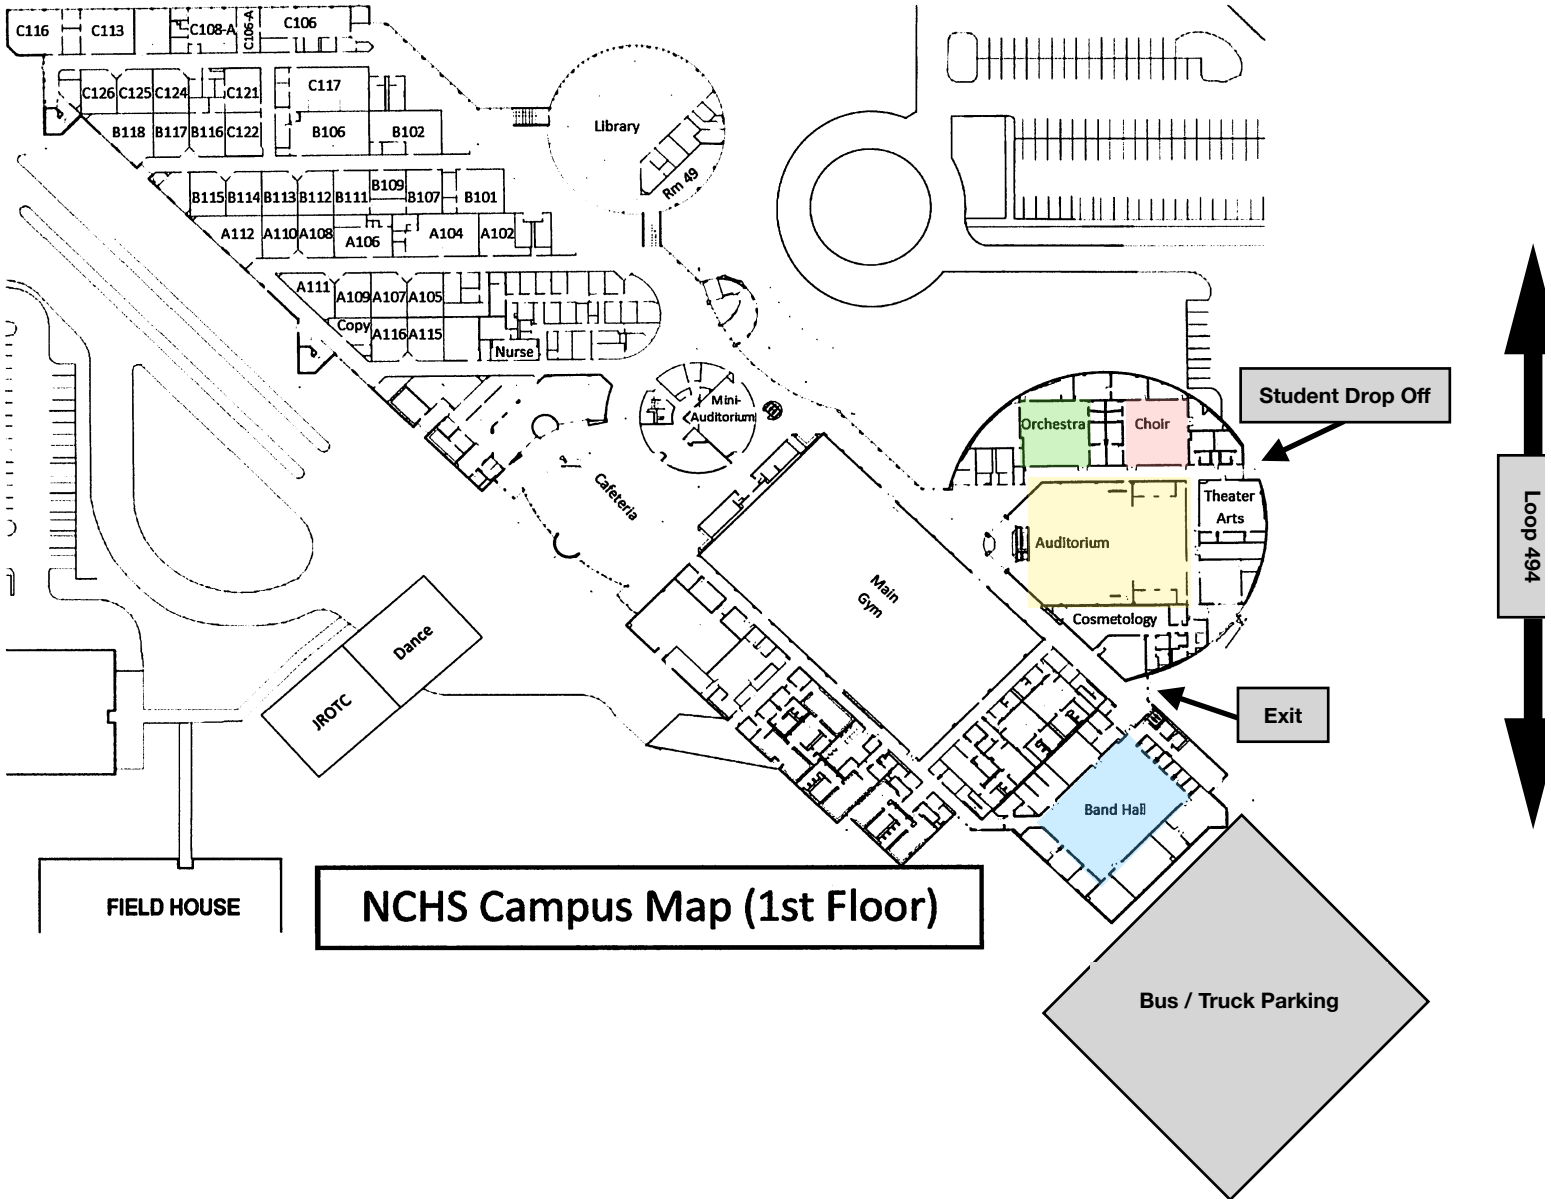 C116
C113
C108-A
C106-A
C106
C126
C125
C124
C121
C117
B118
B117
B116
C122
B106
B102
Library
Rm 49
B115
B114
B113
B112
B111
B109
B107
B101
A112
A110
A108
A106
A104
A102
A111
A109
A107
A105
Copy
A116
A115
Nurse
Mini-
Auditorium
Cafeteria
Orchestra
Choir
Student Drop Off
Theater
Arts
Auditorium
Loop 494
Main
Gym
Cosmetology
Dance
JROTC
Exit
Band Hall
FIELD HOUSE
NCHS Campus Map (1st Floor)
Bus / Truck Parking